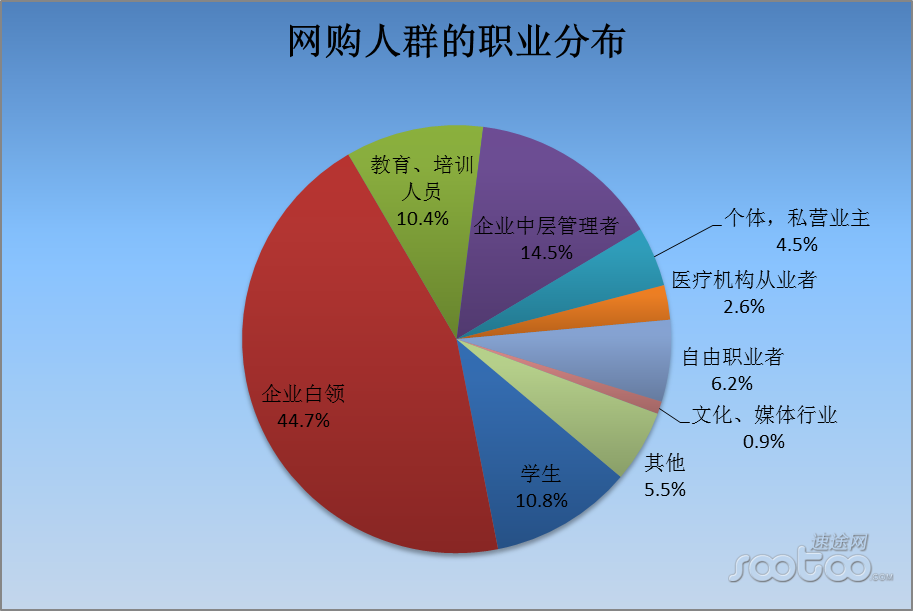 网购人群的职业分布
教育、培训
人员
10.4%
企业中层管理者
14.5%
个体，私营业主
4.5%
医疗机构从业者
2.6%
自由职业者
6.2%
文化、媒体行业
0.9%
其他
5.5%
学生
10.8%
企业白领
44.7%
速途网
sootoo.COM